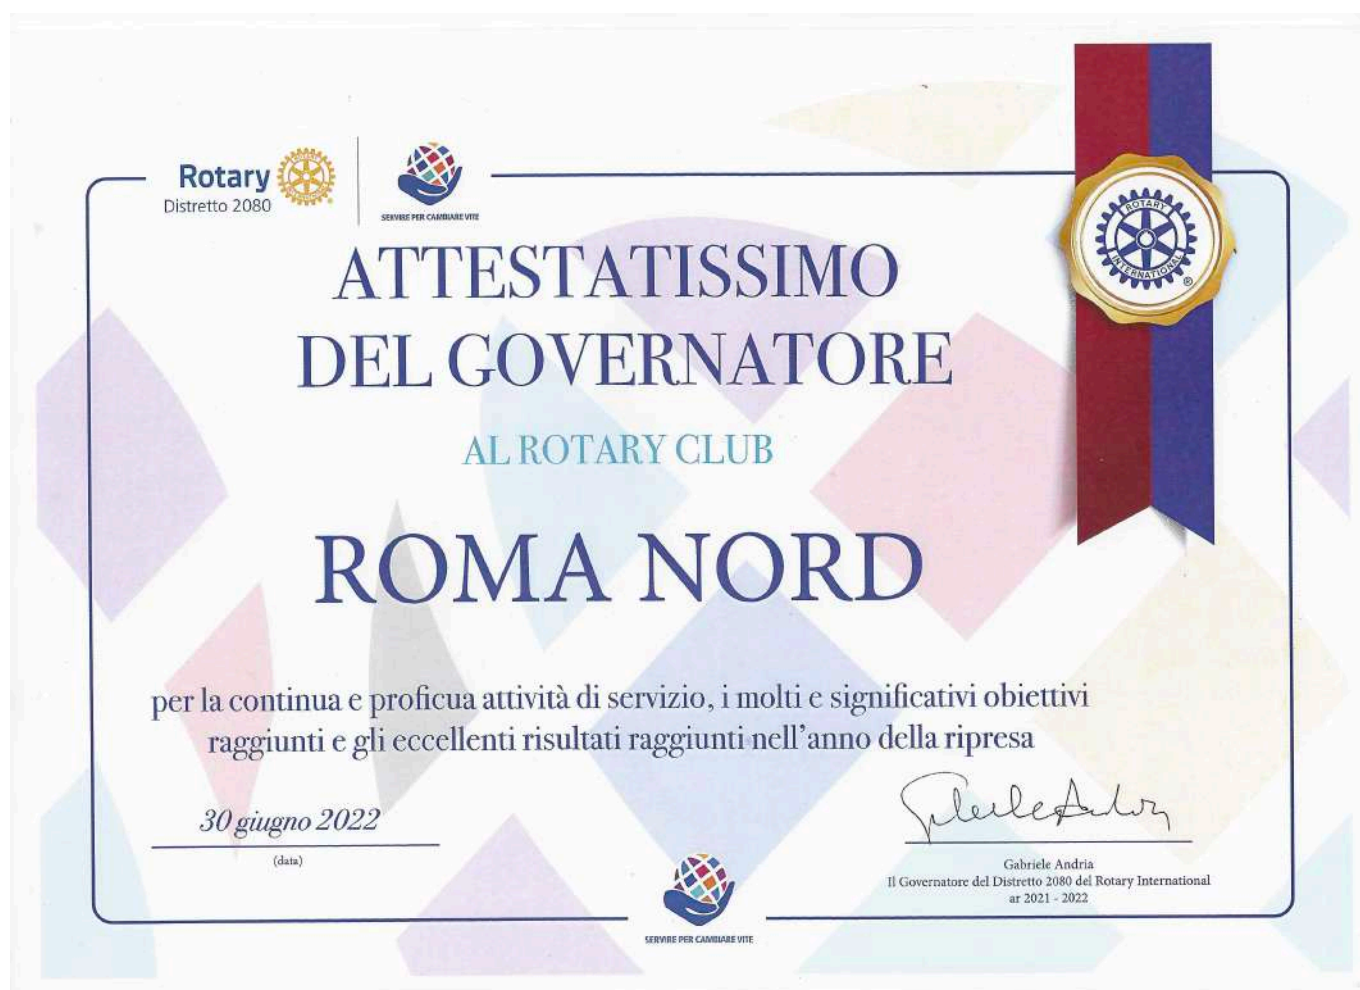 Rotary
Distretto 2080
SERVIRE PER CAMBIARE VITE
ROTARY
INTERNATIONAL
ATTESTATISSIMO
DEL GOVERNATORE
AL ROTARY CLUB
ROMA NORD
per la continua e proficua attività di servizio, i molti e significativi obiettivi
raggiunti e gli eccellenti risultati raggiunti nell'anno della ripresa
30 giugno 2022
(data)
Gabriele Andria
Il Governatore del Distretto 2080 del Rotary International
ar 2021 - 2022
SERVIRE PER CAMBIARE VITE